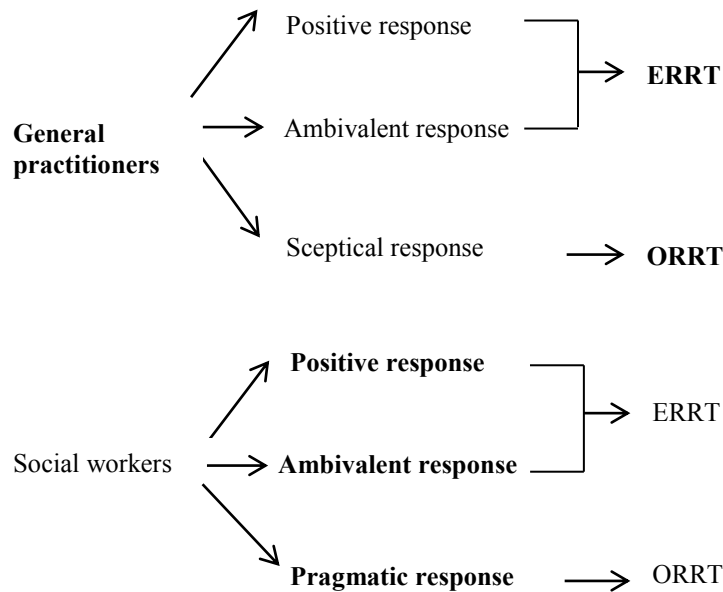 Positive response
ERRT
Ambivalent response
General
practitioners
Sceptical response
ORRT
Positive response
ERRT
Social workers
Ambivalent response
Pragmatic response
ORRT